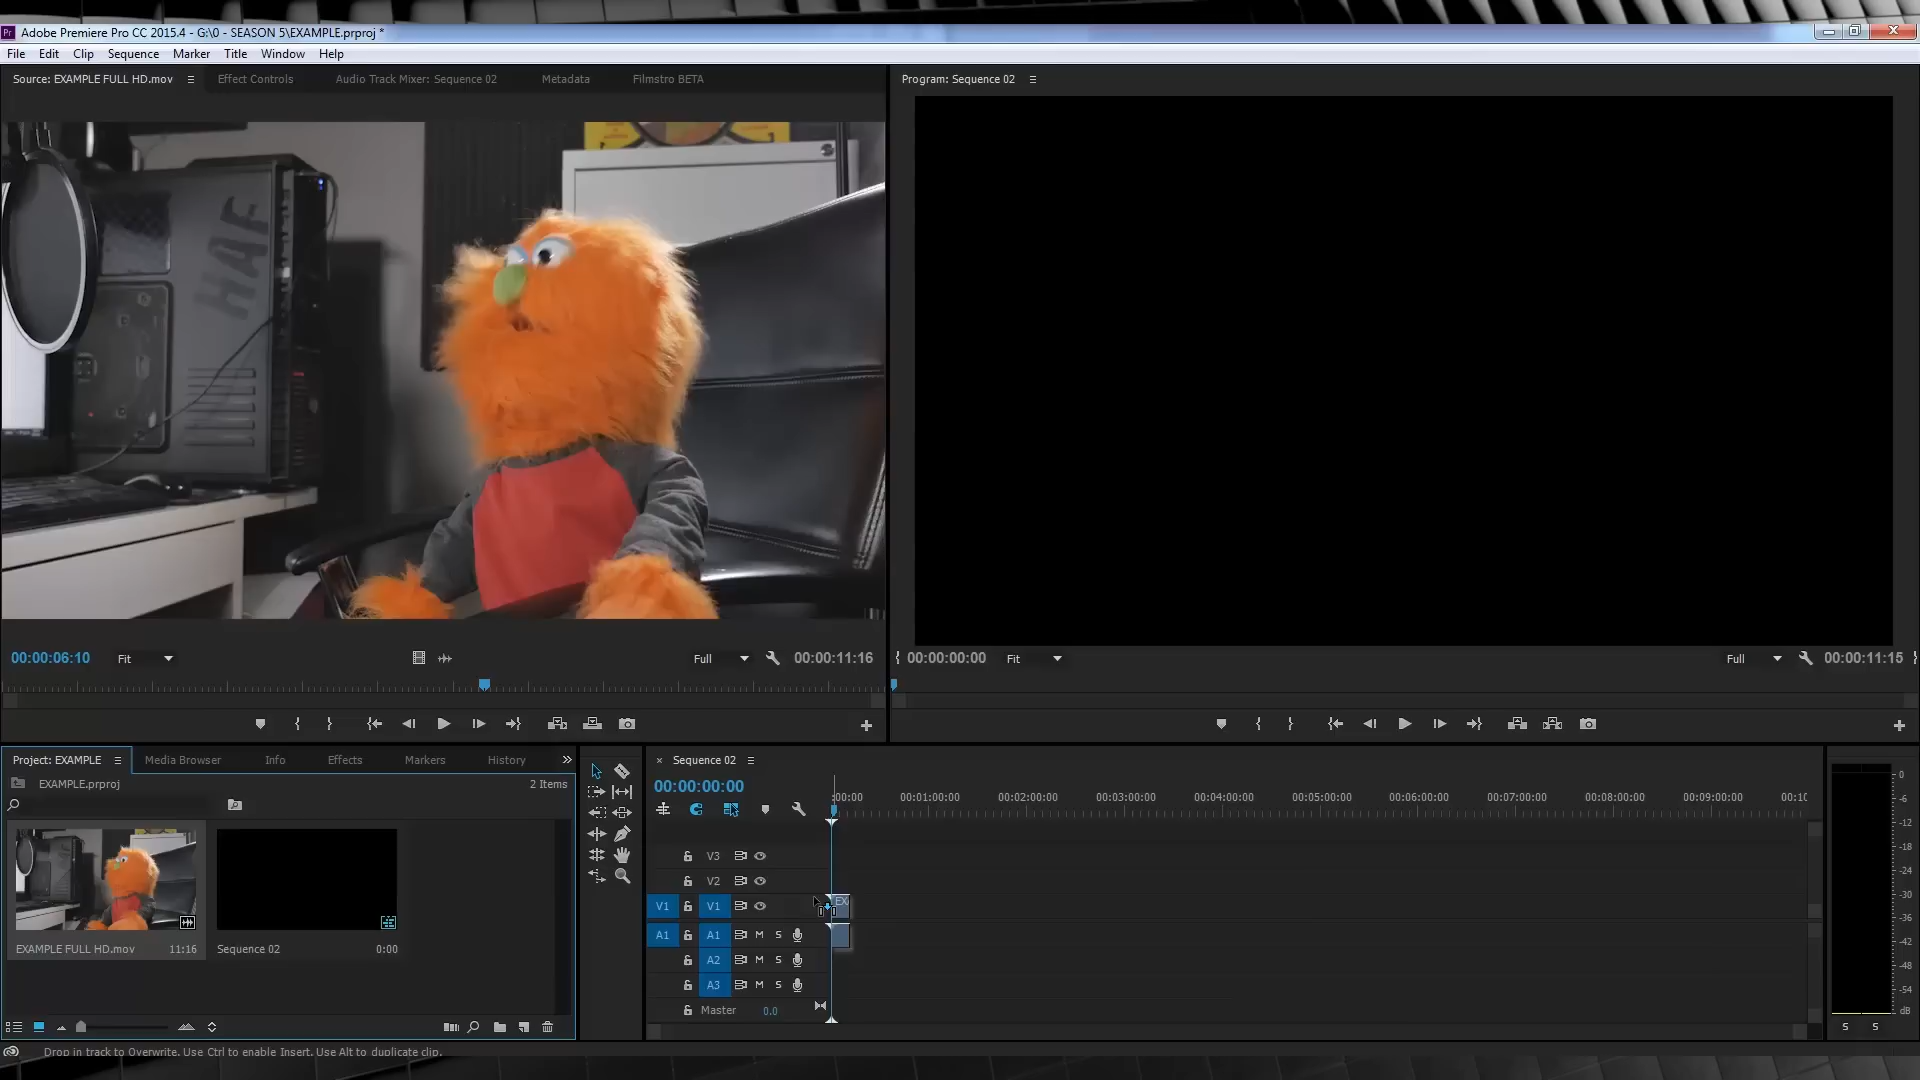 Pr Adobe Premiere Pro CC 2015.4 - G:\0 - SEASON 5\EXAMPLE.prproj *
File Edit Clip Sequence Marker Title Window Help
Source: EXAMPLE FULL HD.mov Effect Controls Audio Track Mixer: Sequence 02 Metadata Filmstro BETA
Program: Sequence 02
HAF
00:00:06:10 Fit Full 00:00:11:16
00:00:00:00 Fit Full 00:00:11:15
Project: EXAMPLE Media Browser Info Effects Markers History
EXAMPLE.prproj 2 Items
EXAMPLE FULL HD.mov 11:16
Sequence 02 0:00
Sequence 02
00:00:00:00
:00:00 00:01:00:00 00:02:00:00 00:03:00:00 00:04:00:00 00:05:00:00 00:06:00:00 00:07:00:00 00:08:00:00 00:09:00:00 00:10
V3
V2
V1 V1 EX
A1 A1 M S
A2 M S
A3 M S
Master 0.0
0
-6
-12
-18
-24
-30
-36
-42
-48
-54
dB
S S
Drop in track to Overwrite. Use Ctrl to enable Insert. Use Alt to duplicate clip.